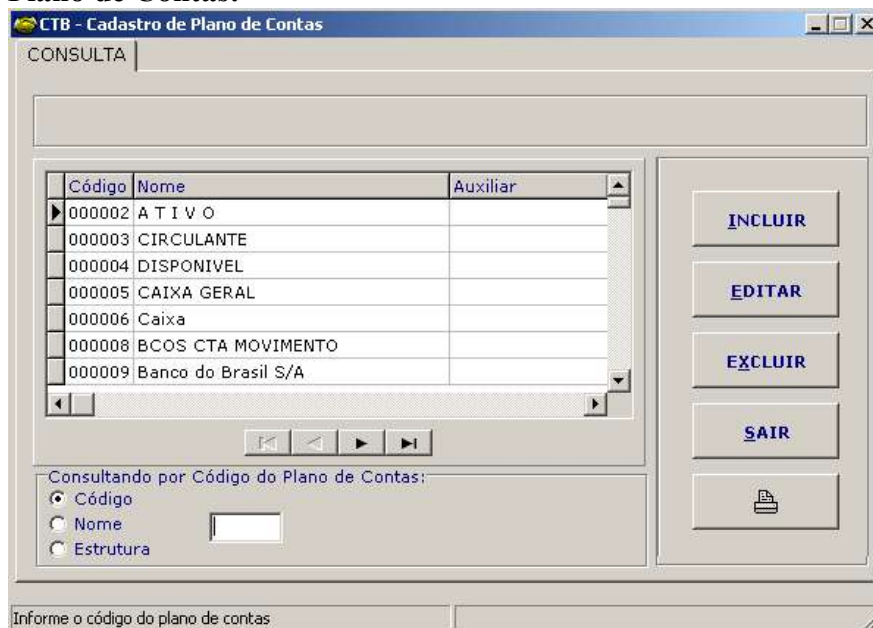 Plano de Contas:
CTB - Cadastro de Plano de Contas
CONSULTA
Código Nome Auxiliar
000002 A T I V O
000003 CIRCULANTE
000004 DISPONIVEL
000005 CAIXA GERAL
000006 Caixa
000008 BCOS CTA MOVIMENTO
000009 Banco do Brasil S/A
INCLUIR
EDITAR
EXCLUIR
SAIR
Consultando por Código do Plano de Contas:
Código
Nome
Estrutura
Informe o código do plano de contas